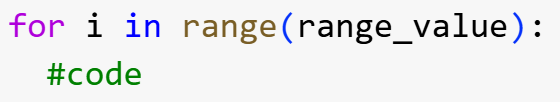 for i in range(range_value):
  #code